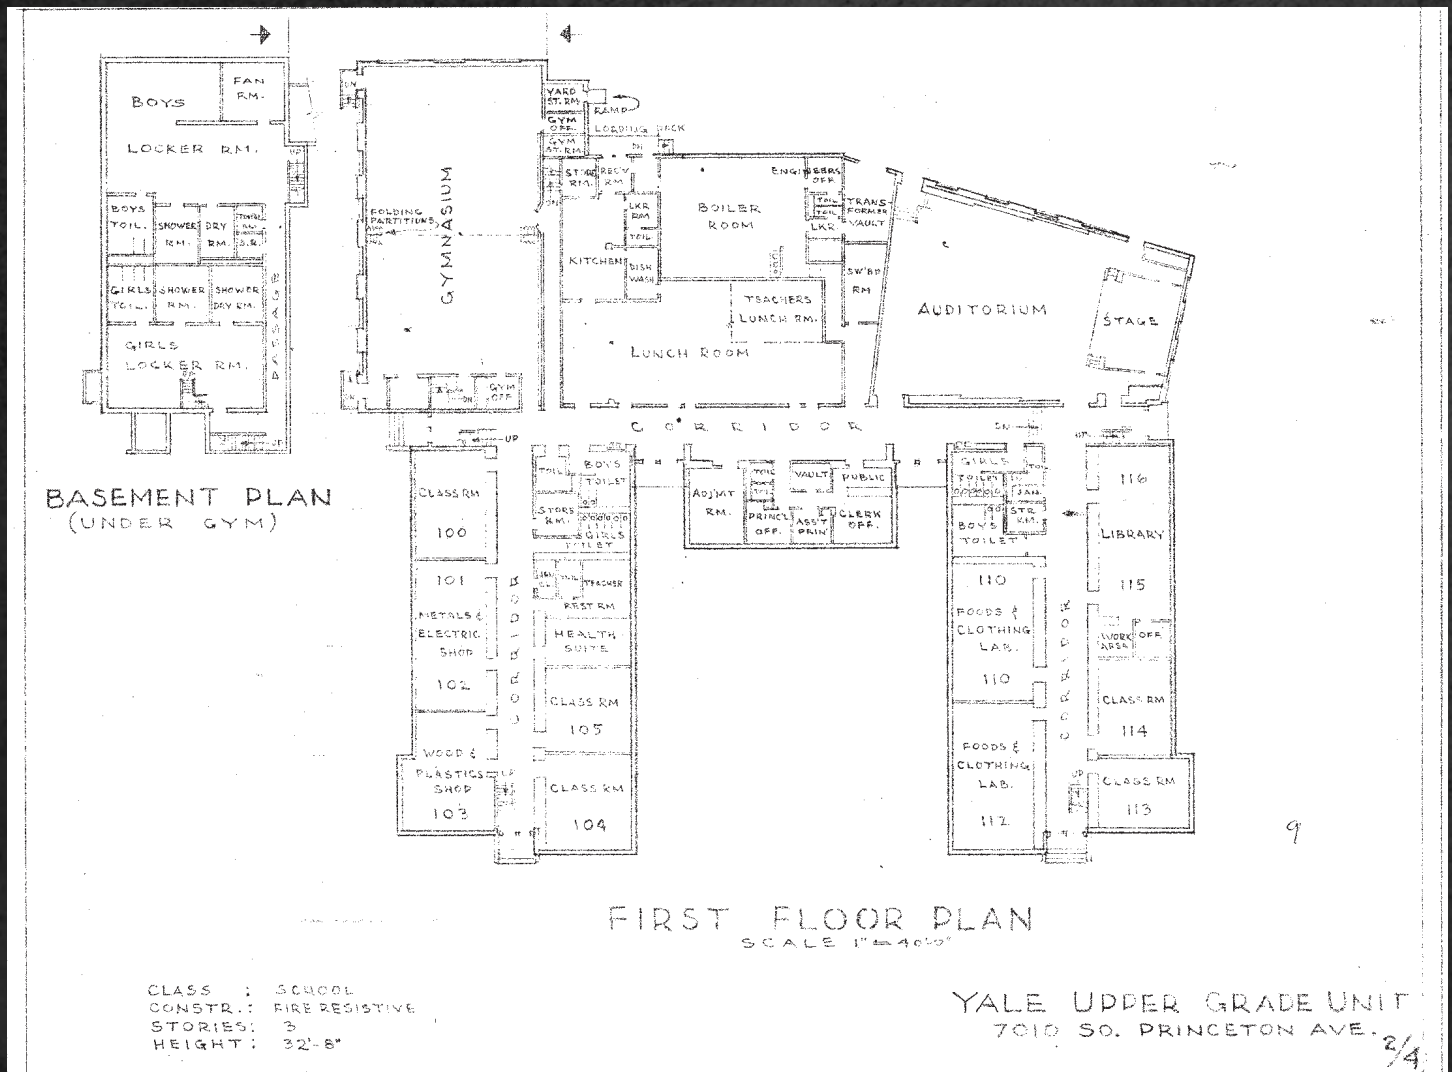 BOYS
LOCKER RM.
FAN
RM.
BOYS
TOIL.
SHOWER
RM.
DRY
RM.
S.R.
GIRLS
TOIL.
SHOWER
RM.
SHOWER
DRY RM.
GIRLS
LOCKER RM.
PASSAGE
UP
BASEMENT PLAN
(UNDER GYM)
DN
GYMNASIUM
FOLDING
PARTITIONS
DN
DN
GYM
OFF
YARD
ST. RM.
RAMP
GYM
OFF.
GYM
ST. RM.
LOADING DOCK
DN
STORE
RM.
REC'V
RM
DN
LKR
RM
TOIL
KITCHEN
DISH
WASH
BOILER
ROOM
ENGINEERS
OFF.
TOIL
TOIL
LKR.
TRANS-
FORMER
VAULT
SW'BD
RM
TEACHERS
LUNCH RM.
LUNCH ROOM
AUDITORIUM
STAGE
CORRIDOR
UP
DN
UP
CLASS RM
100
101
METALS &
ELECTRIC
SHOP
102
WOOD &
PLASTICS
SHOP
103
UP
CORRIDOR
TOIL
BOYS
TOILET
STORE
RM.
GIRLS
TOILET
TEACHER
REST RM
HEALTH
SUITE
CLASS RM
105
CLASS RM
104
ADJ'MT
RM.
TOIL
VAULT
PUBLIC
PRINC'L
OFF.
ASS'T
PRIN
CLERK
OFF.
GIRLS
TOILET
JAN.
STR
RM.
BOYS
TOILET
110
FOODS &
CLOTHING
LAB.
110
FOODS &
CLOTHING
LAB.
112
CORRIDOR
UP
116
LIBRARY
115
WORK
AREA
OFF.
CLASS RM
114
CLASS RM
113
9
FIRST FLOOR PLAN
SCALE 1"=40'-0"
CLASS : SCHOOL
CONSTR.: FIRE RESISTIVE
STORIES: 3
HEIGHT: 32'-8"
YALE UPPER GRADE UNIT
7010 SO. PRINCETON AVE.
2/4